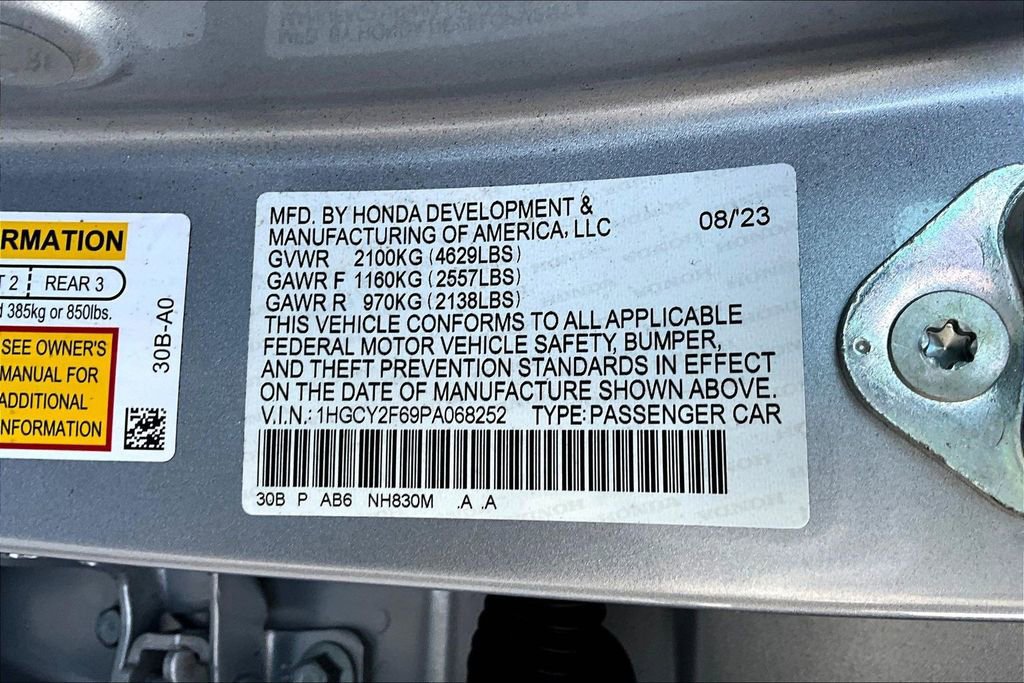 RMATION
T 2 REAR 3
d 385kg or 850lbs.
SEE OWNER'S
MANUAL FOR
ADDITIONAL
INFORMATION
30B-A0
MFD. BY HONDA DEVELOPMENT &
MANUFACTURING OF AMERICA, LLC 08/'23
GVWR 2100KG (4629LBS)
GAWR F 1160KG (2557LBS)
GAWR R 970KG (2138LBS)
THIS VEHICLE CONFORMS TO ALL APPLICABLE
FEDERAL MOTOR VEHICLE SAFETY, BUMPER,
AND THEFT PREVENTION STANDARDS IN EFFECT
ON THE DATE OF MANUFACTURE SHOWN ABOVE.
V.I.N.: 1HGCY2F69PA068252 TYPE: PASSENGER CAR
30B P AB6 NH830M .A .A